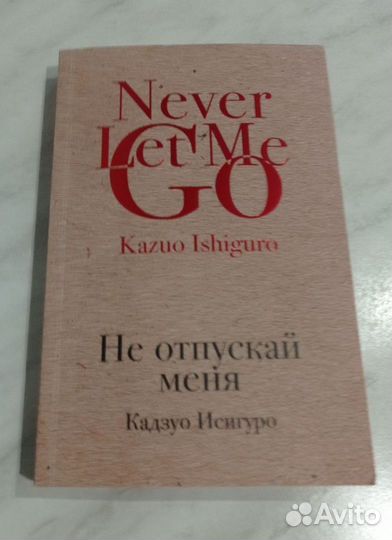 Never
Let Me
Go
Kazuo Ishiguro
Не отпускай
меня
Кадзуо Исигуро
Avito